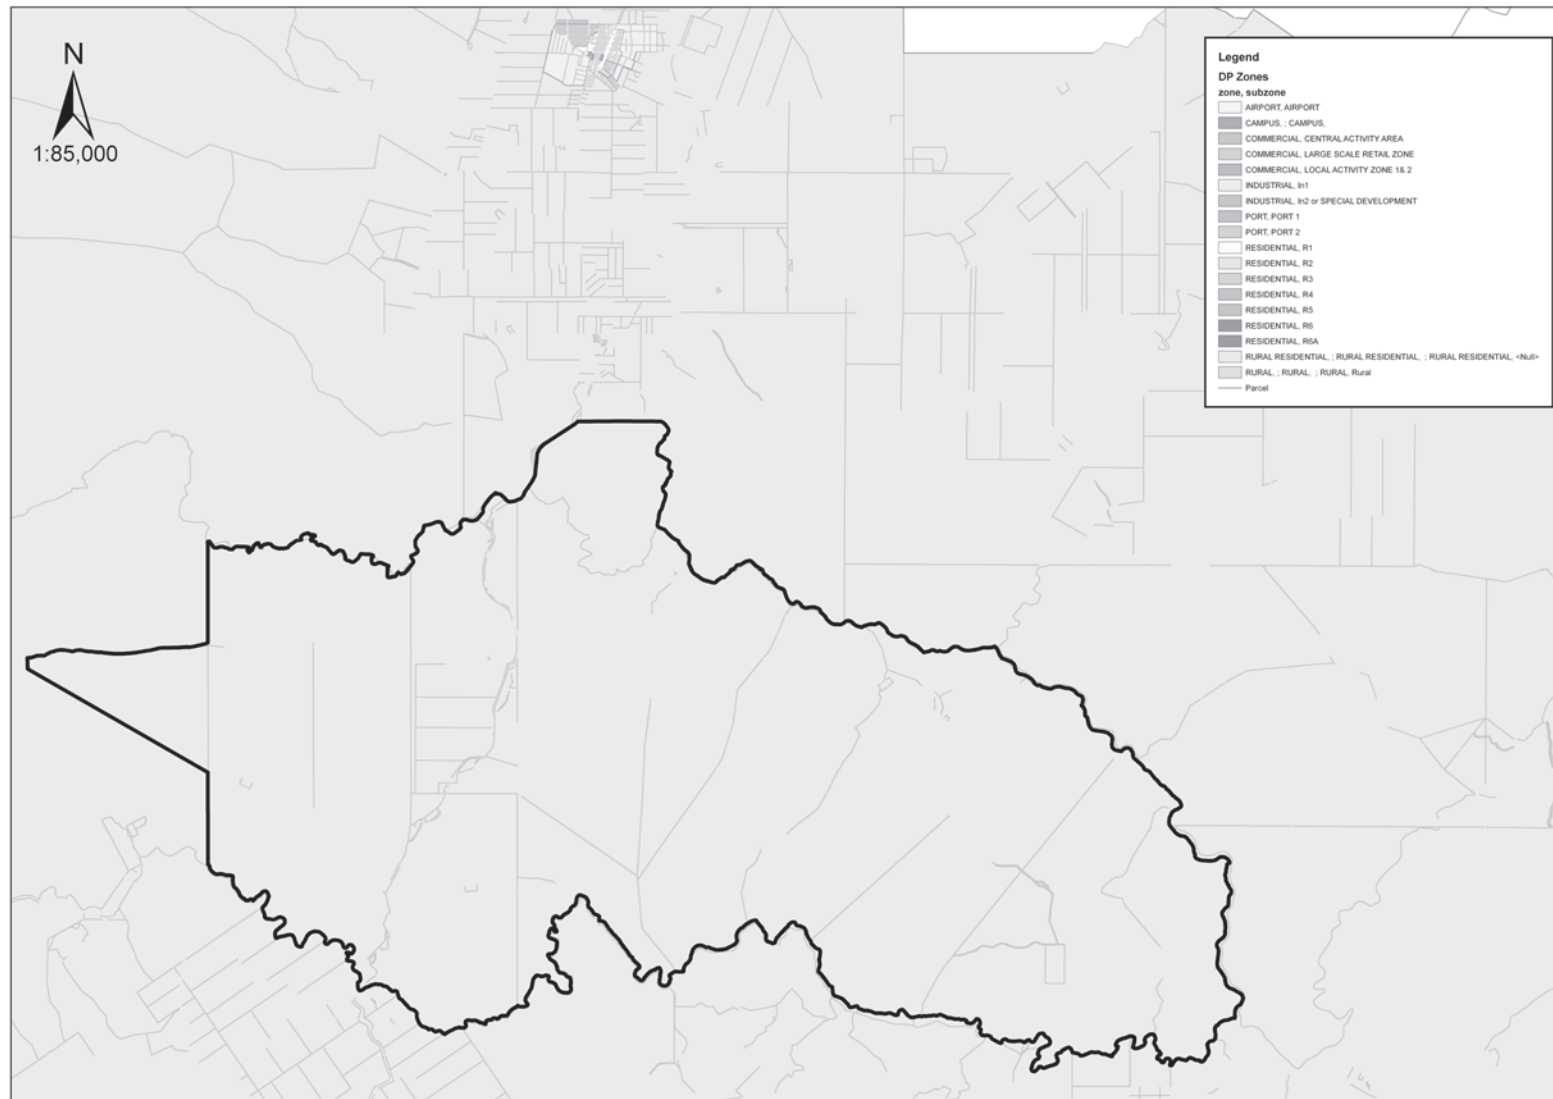 N
1:85,000
Legend
DP Zones
zone, subzone
AIRPORT, AIRPORT
CAMPUS, ; CAMPUS,
COMMERCIAL, CENTRAL ACTIVITY AREA
COMMERCIAL, LARGE SCALE RETAIL ZONE
COMMERCIAL, LOCAL ACTIVITY ZONE 1& 2
INDUSTRIAL, In1
INDUSTRIAL, In2 or SPECIAL DEVELOPMENT
PORT, PORT 1
PORT, PORT 2
RESIDENTIAL, R1
RESIDENTIAL, R2
RESIDENTIAL, R3
RESIDENTIAL, R4
RESIDENTIAL, R5
RESIDENTIAL, R6
RESIDENTIAL, R6A
RURAL RESIDENTIAL, ; RURAL RESIDENTIAL, ; RURAL RESIDENTIAL, <Null>
RURAL, ; RURAL, ; RURAL, Rural
Parcel